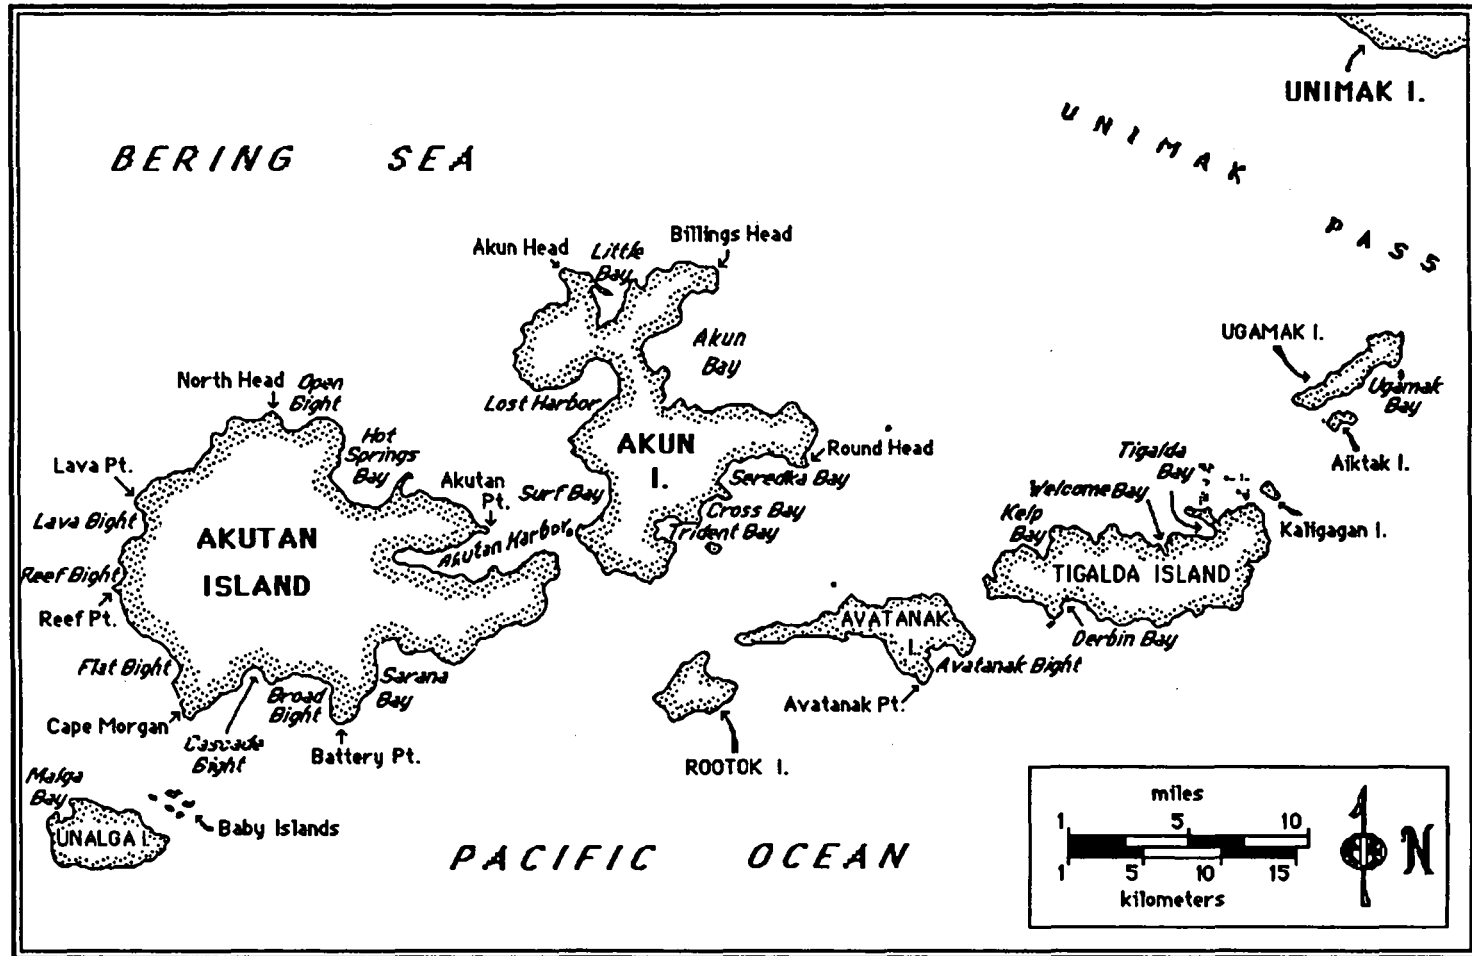 UNIMAK I.
UNIMAK PASS
BERING SEA
Akun Head
Little
Bay
Billings Head
Akun
Bay
UGAMAK I.
Ugamak
Bay
North Head
Open
Bight
Lost Harbor
Hot
Springs
Bay
AKUN
I.
Round Head
Aiktak I.
Lava Pt.
Akutan
Pt.
Surf Bay
Seredka Bay
Tigalda
Bay
Welcome Bay
Lava Bight
Cross Bay
Kelp
Bay
Trident Bay
Kaligagan I.
AKUTAN
ISLAND
Akutan Harbor
TIGALDA ISLAND
Reef Bight
Reef Pt.
AVATANAK
I.
Derbin Bay
Flat Bight
Sarana
Bay
Avatanak Bight
Broad
Bight
Avatanak Pt.
Cape Morgan
Cascade
Bight
Battery Pt.
ROOTOK I.
Malga
Bay
UNALGA I.
Baby Islands
PACIFIC OCEAN
miles
1 5 10
1 5 10 15
kilometers
N